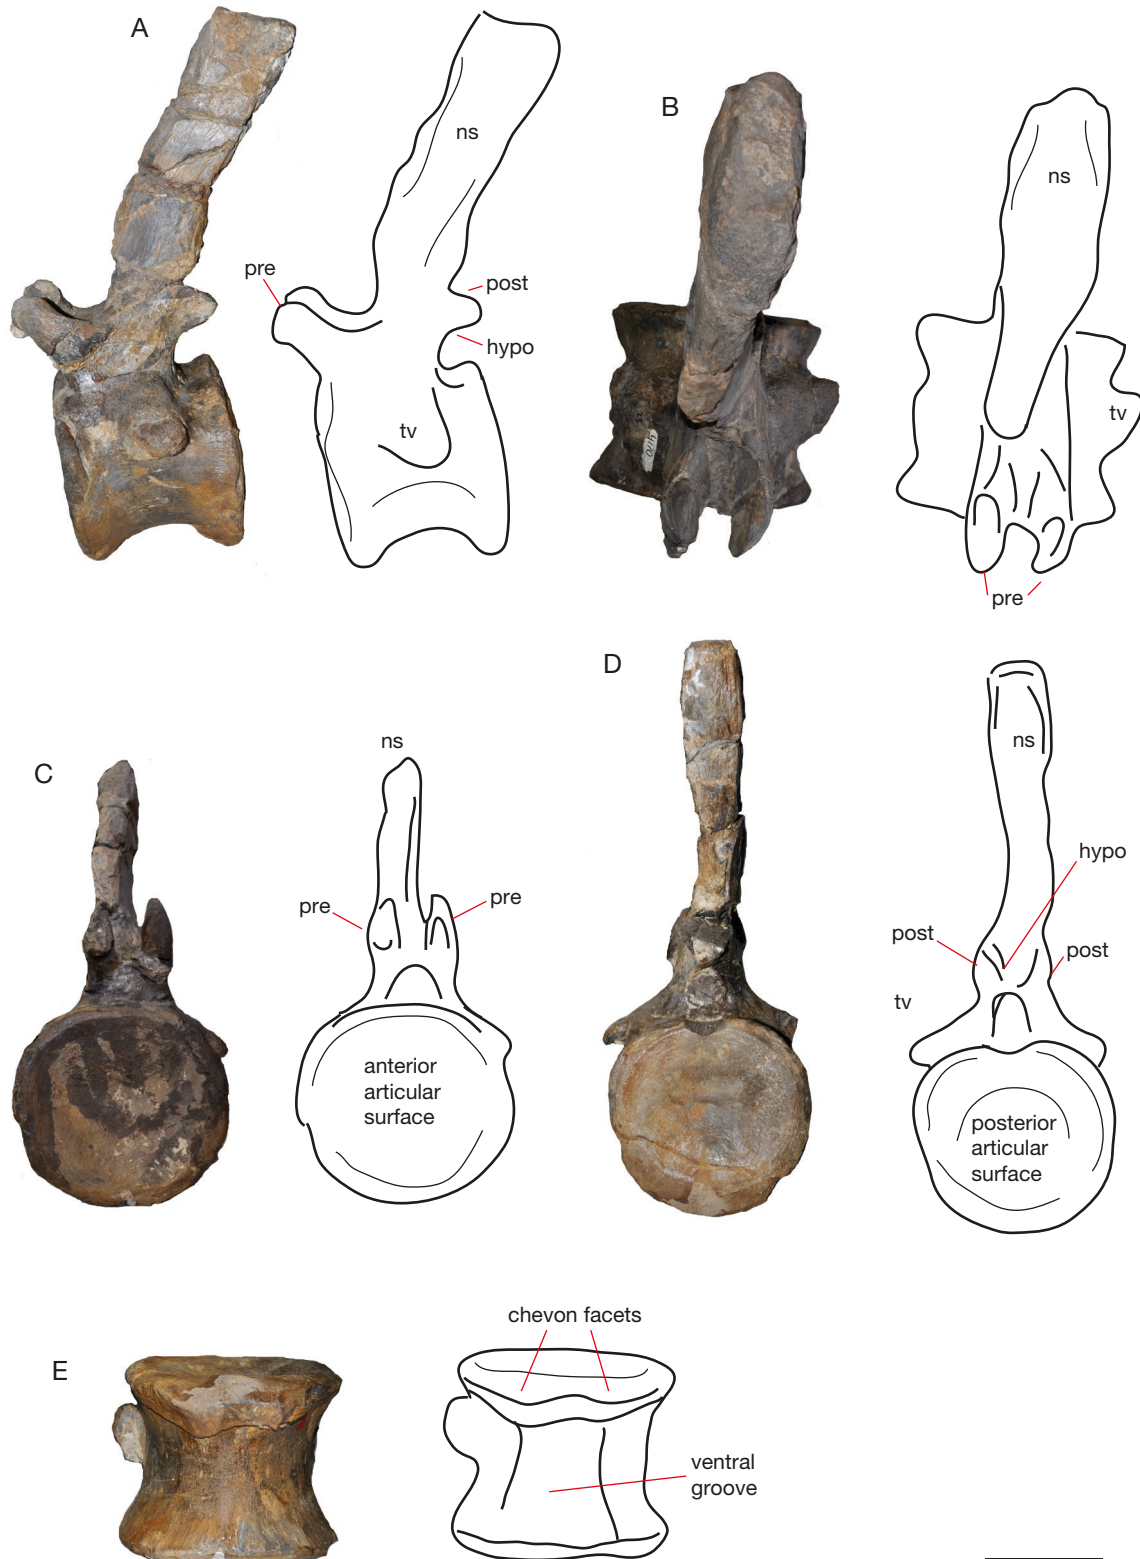 A
ns
pre
post
hypo
tv
B
ns
tv
pre
4170
C
ns
pre
pre
anterior
articular
surface
D
ns
hypo
post
post
tv
posterior
articular
surface
E
chevon facets
ventral
groove